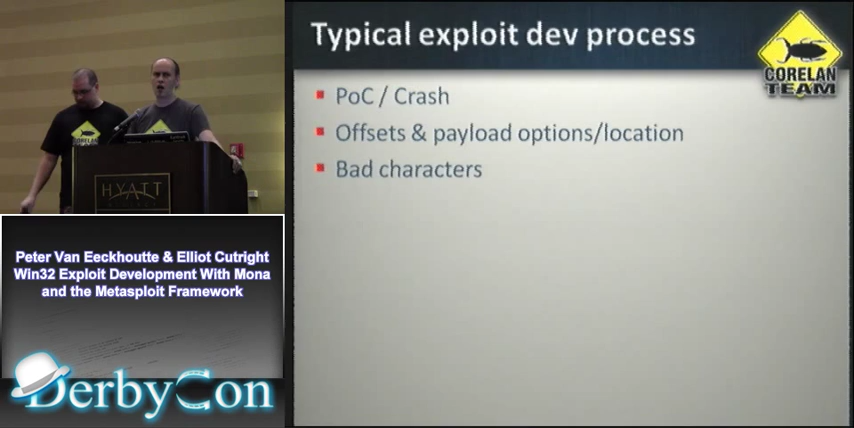 Typical exploit dev process
CORELAN
TEAM
PoC / Crash
Offsets & payload options/location
Bad characters
CORELAN
HYATT
Peter Van Eeckhoutte & Elliot Cutright
Win32 Exploit Development With Mona
and the Metasploit Framework
DerbyCon